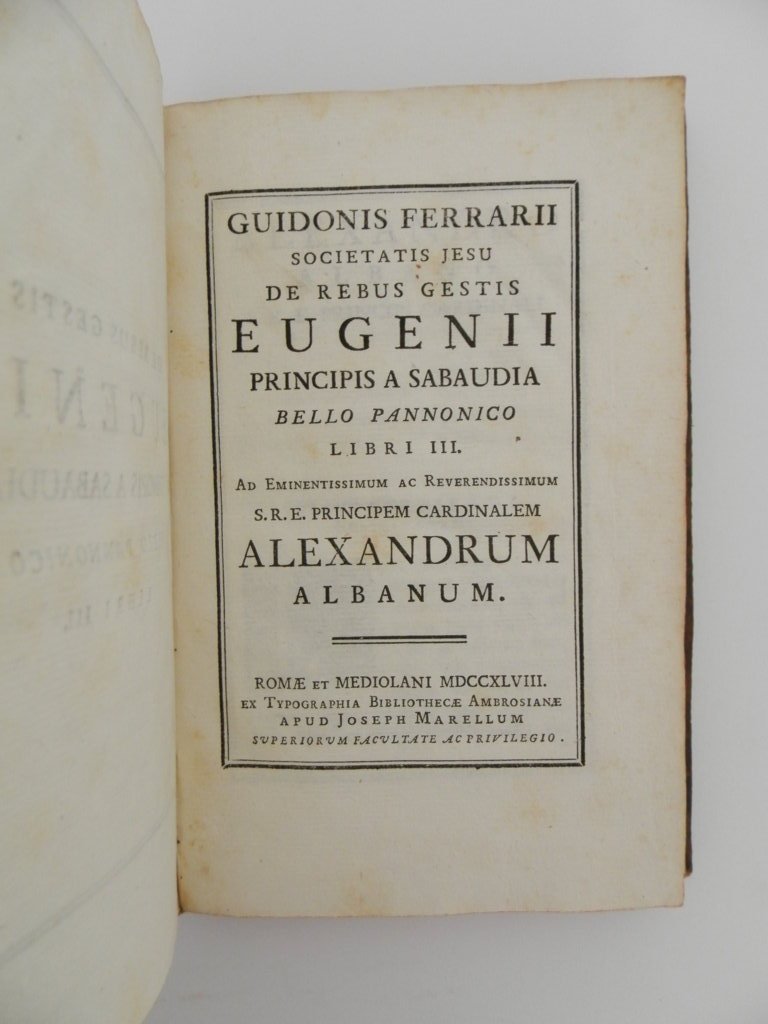 GUIDONIS FERRARII
SOCIETATIS JESU
DE REBUS GESTIS
EUGENII
PRINCIPIS A SABAUDIA
BELLO PANNONICO
LIBRI III.
AD EMINENTISSIMUM AC REVERENDISSIMUM
S.R.E. PRINCIPEM CARDINALEM
ALEXANDRUM
ALBANUM.
ROMÆ ET MEDIOLANI MDCCXLVIII.
EX TYPOGRAPHIA BIBLIOTHECÆ AMBROSIANÆ
APUD JOSEPH MARELLUM
SVPERIORVM FACULTATE AC PRIVILEGIO.